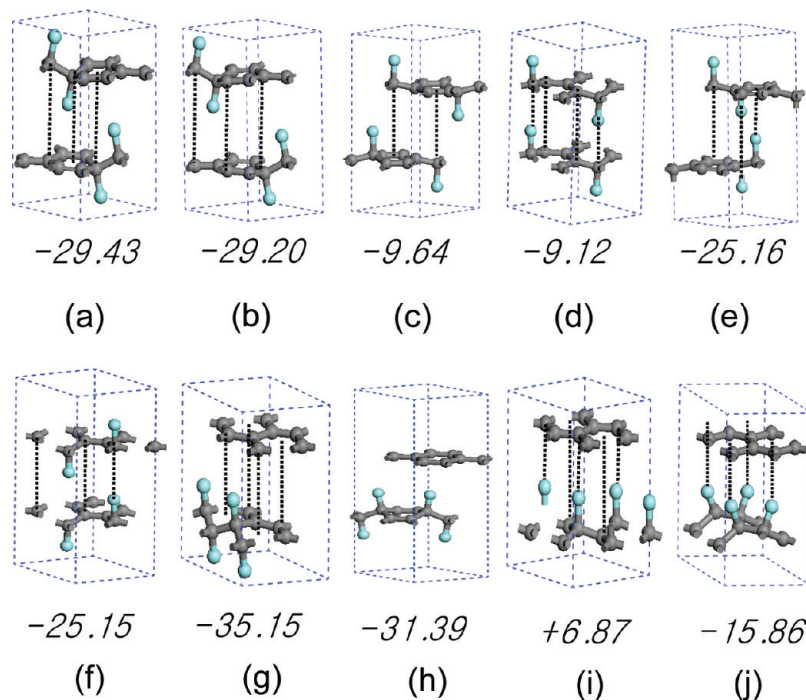 -29.43 -29.20 -9.64 -9.12 -25.16
(a) (b) (c) (d) (e)
-25.15 -35.15 -31.39 +6.87 -15.86
(f) (g) (h) (i) (j)